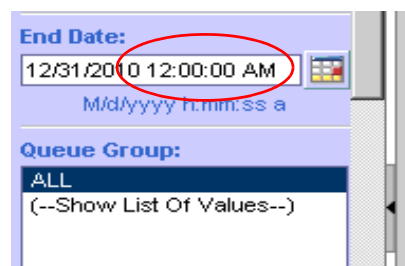 End Date:
12/31/2010 12:00:00 AM
M/d/yyyy h:mm:ss a
Queue Group:
ALL
(--Show List Of Values--)